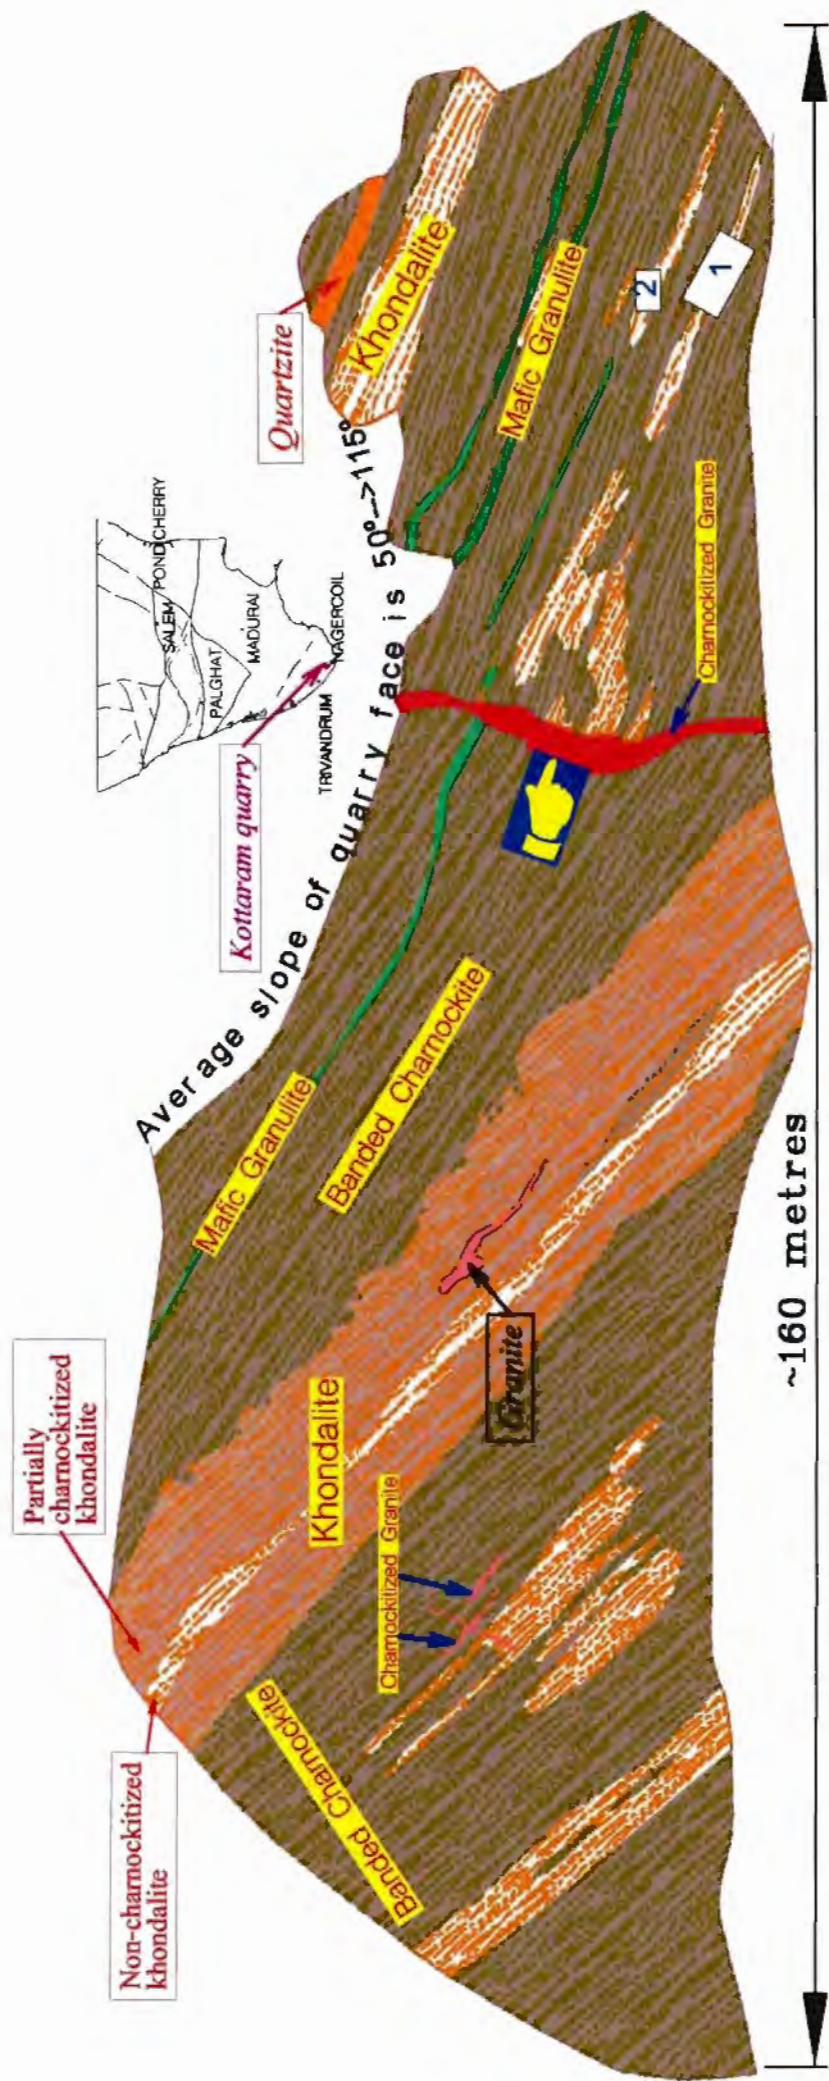 Partially
charnockitized
khondalite
Non-charnockitized
khondalite
Kottaram quarry
Quartzite
SALEM
PONDICHERRY
PALGHAT
MADURAI
TRIVANDRUM
NAGERCOIL
Average slope of quarry face is 50°->115°
Banded Charnockite
Khondalite
Charnockitized Granite
Granite
Mafic Granulite
Banded Charnockite
Charnockitized Granite
Khondalite
Mafic Granulite
2
1
~160 metres